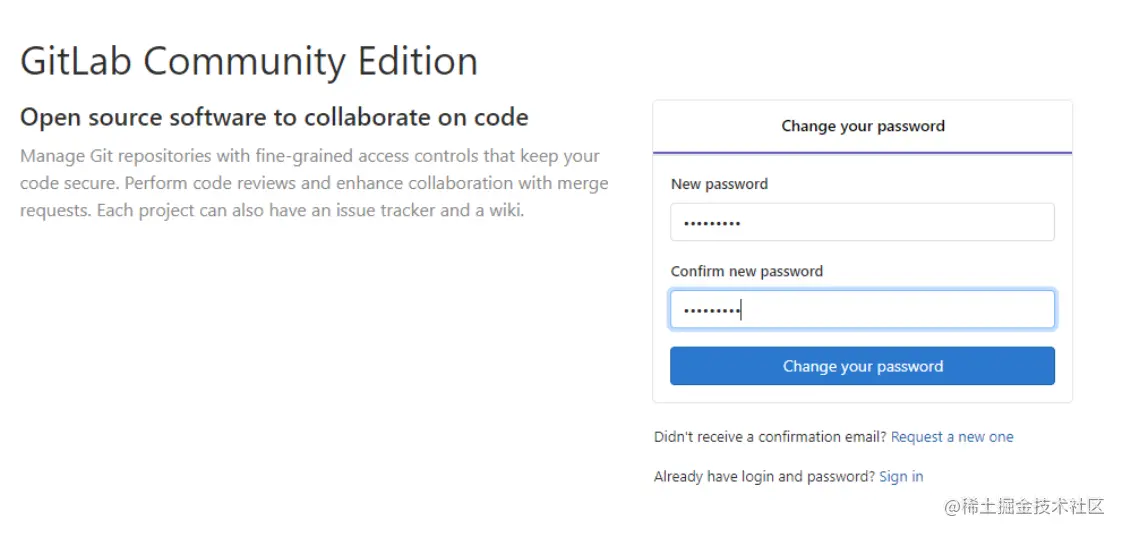 GitLab Community Edition
Open source software to collaborate on code
Manage Git repositories with fine-grained access controls that keep your
code secure. Perform code reviews and enhance collaboration with merge
requests. Each project can also have an issue tracker and a wiki.
Change your password
New password
•••••••••
Confirm new password
•••••••••
Change your password
Didn't receive a confirmation email? Request a new one
Already have login and password? Sign in
@稀土掘金技术社区